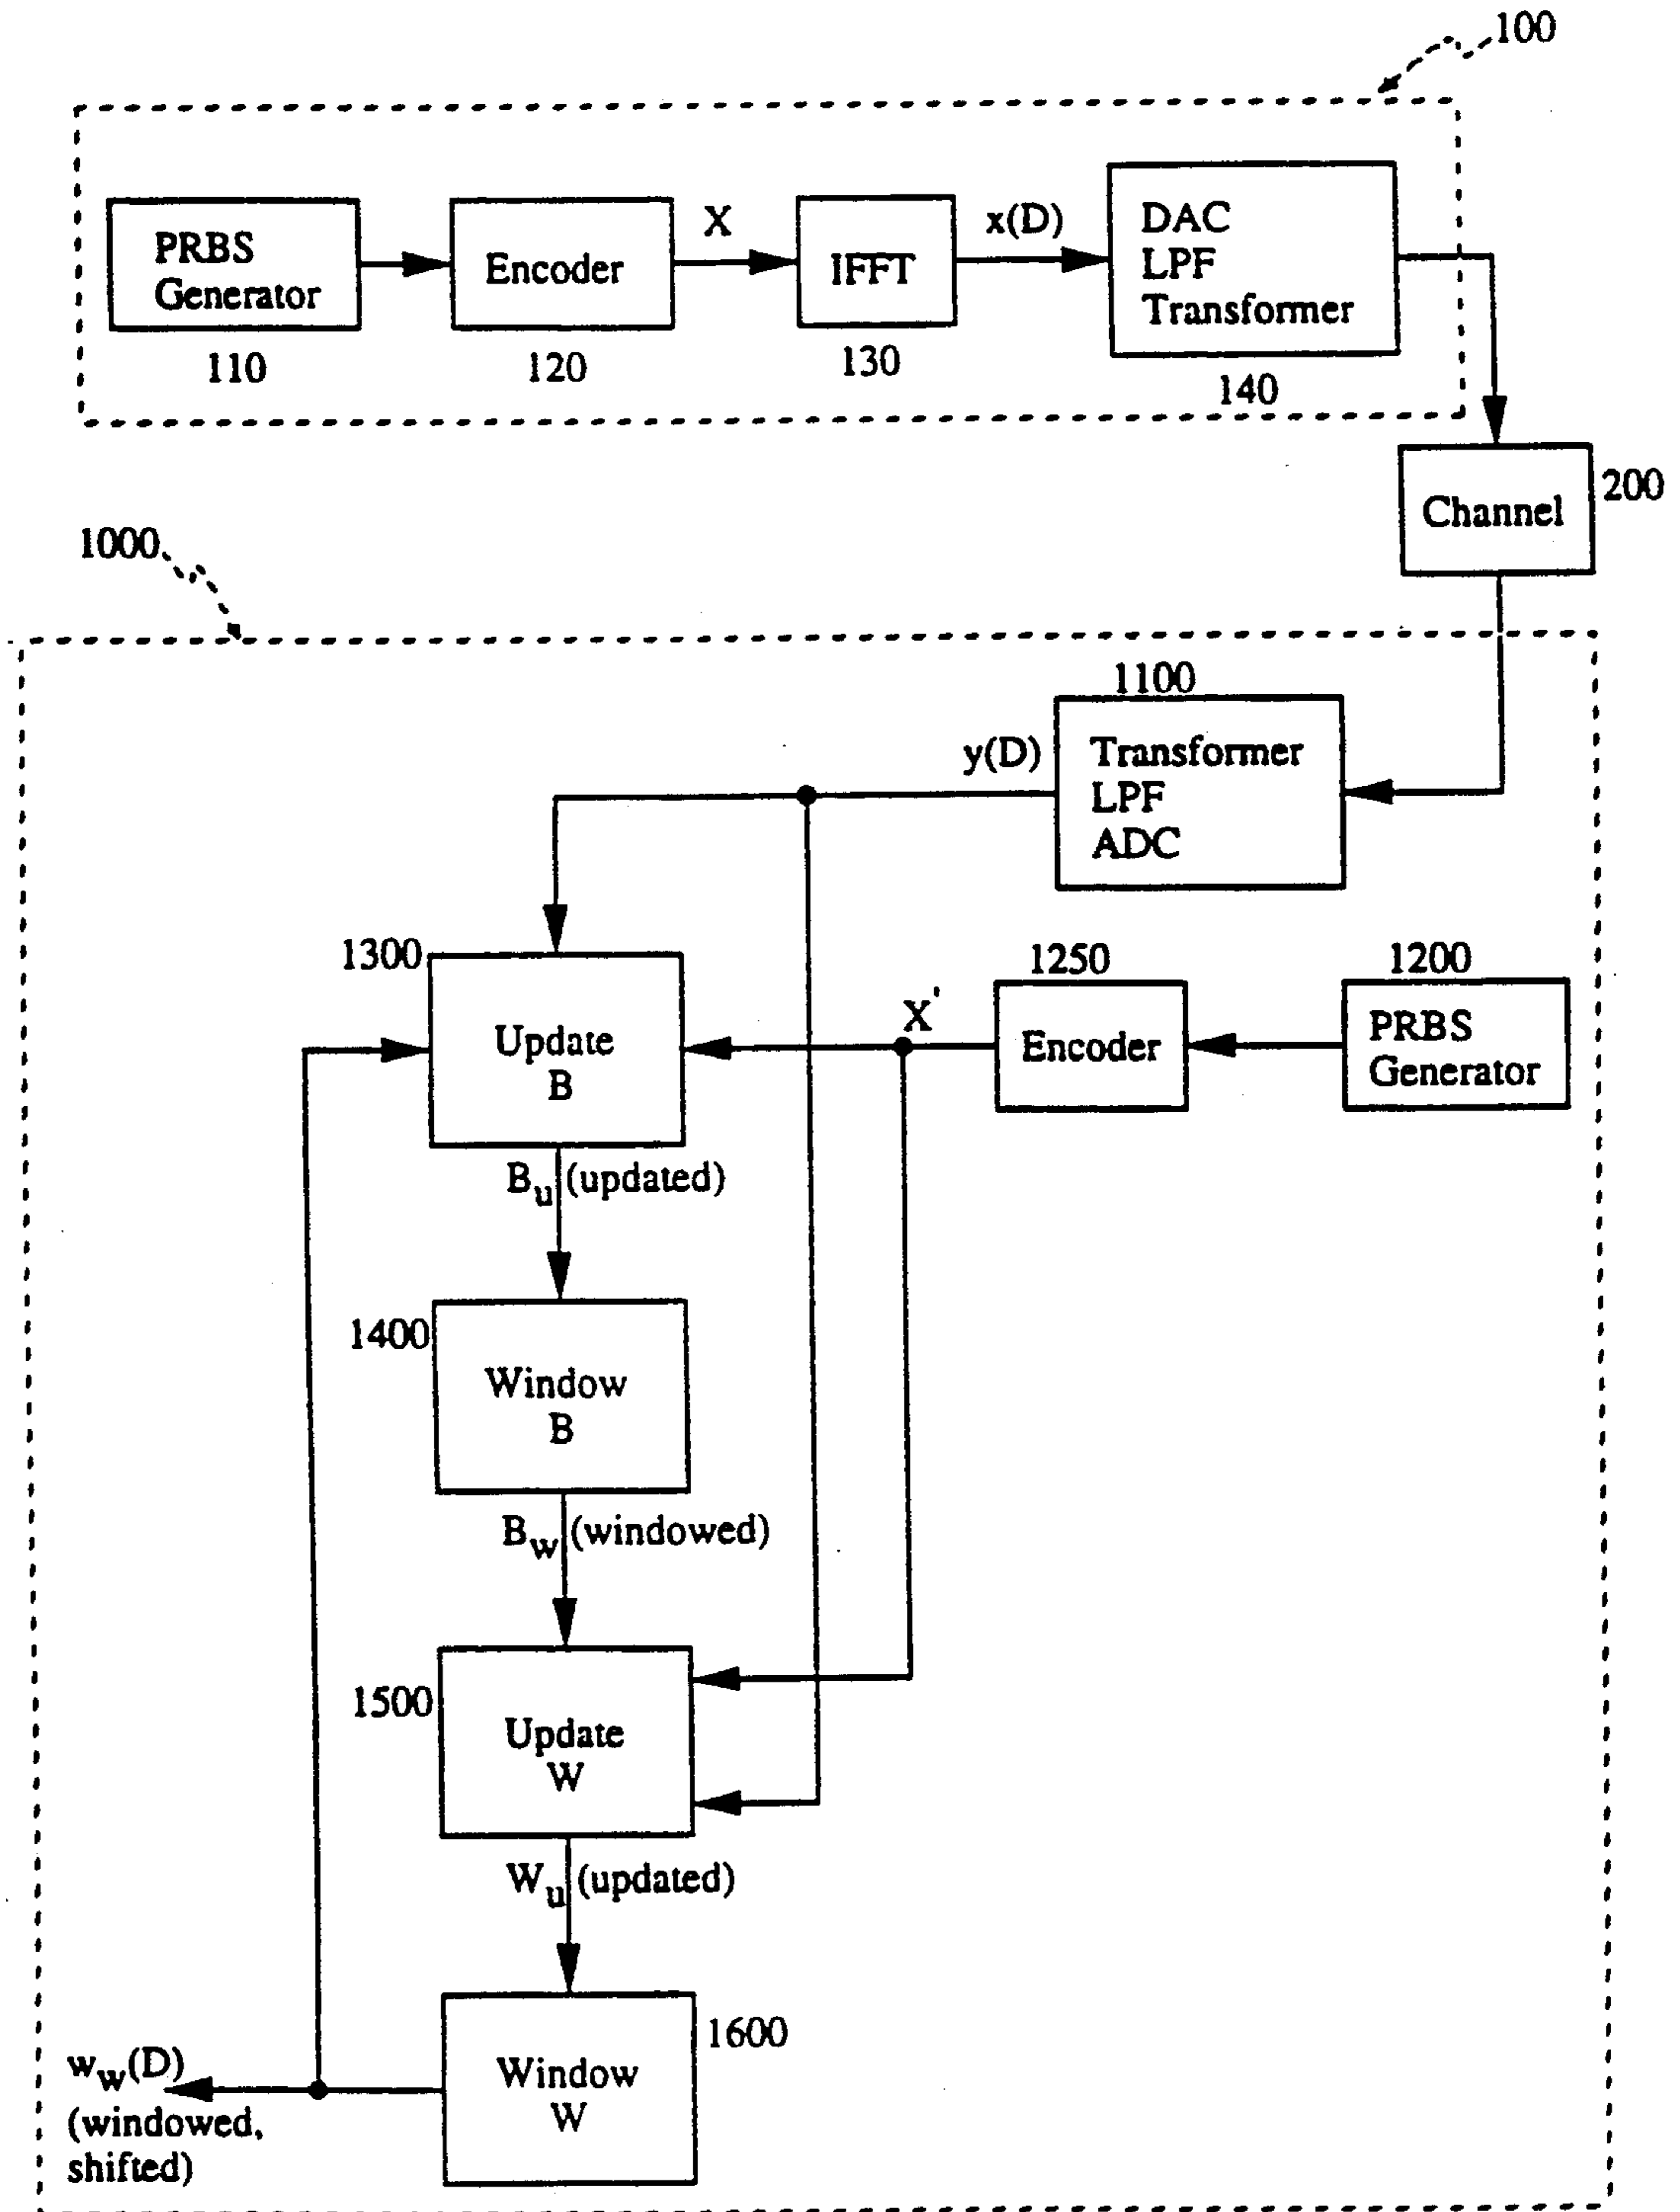 100
PRBS
Generator
110
Encoder
120
X
IFFT
130
x(D)
DAC
LPF
Transformer
140
Channel
200
1000
1100
Transformer
LPF
ADC
y(D)
1200
PRBS
Generator
1250
Encoder
X'
1300
Update
B
Bu (updated)
1400
Window
B
Bw (windowed)
1500
Update
W
Wu (updated)
1600
Window
W
ww(D)
(windowed,
shifted)